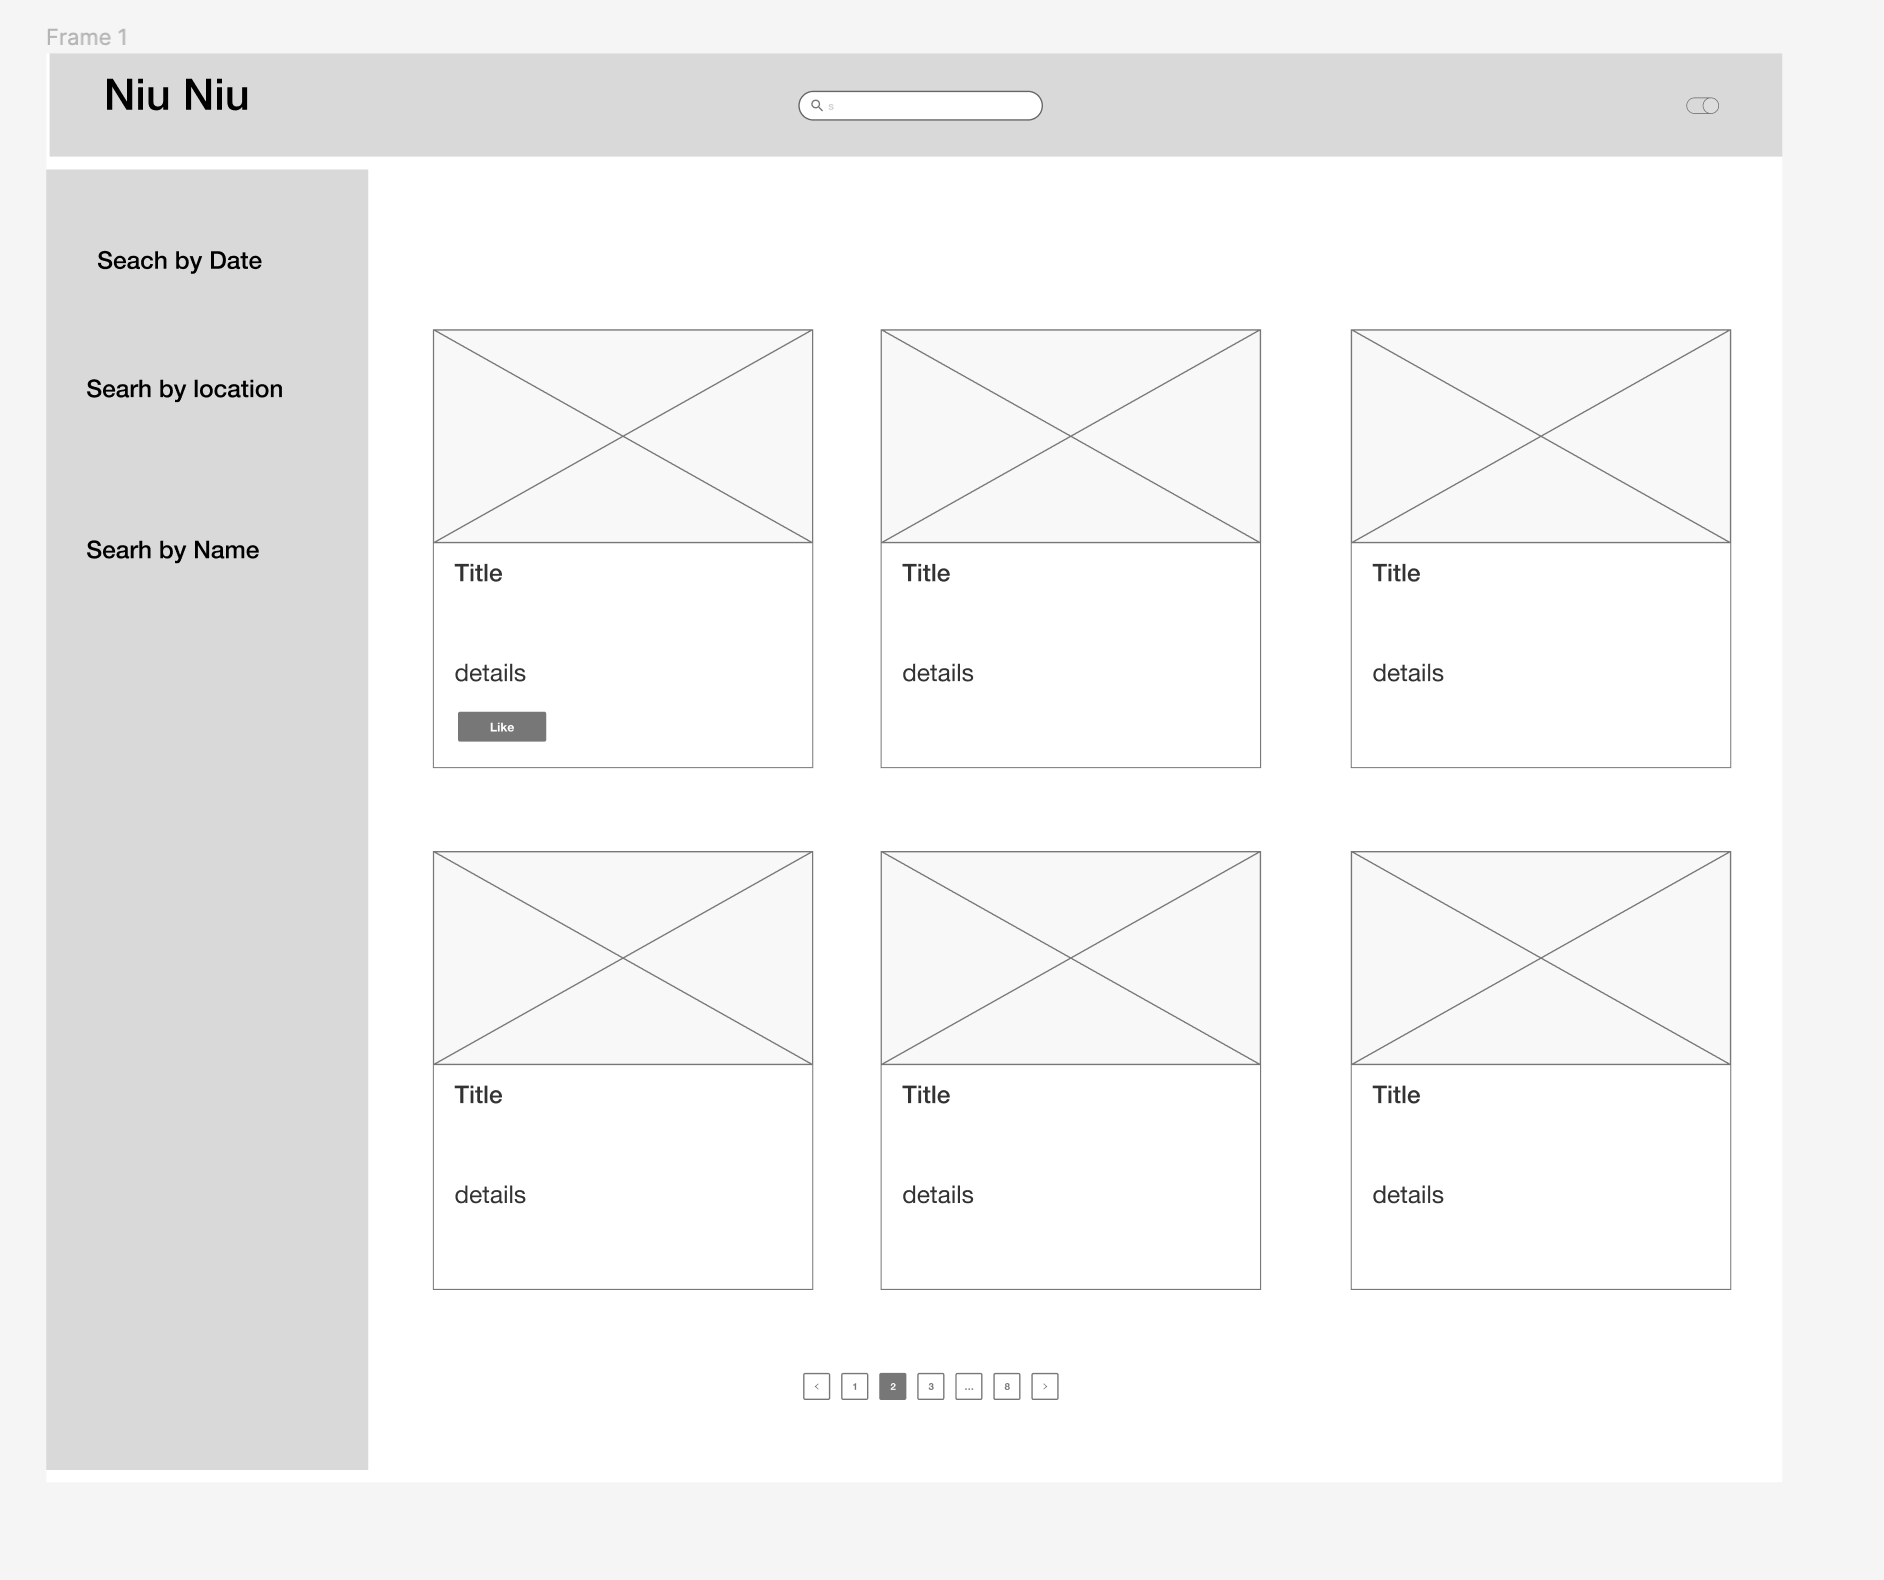 Frame 1
Niu Niu
s
Seach by Date
Searh by location
Searh by Name
Title
Title
Title
details
details
details
Like
Title
Title
Title
details
details
details
< 1 2 3 ... 8 >